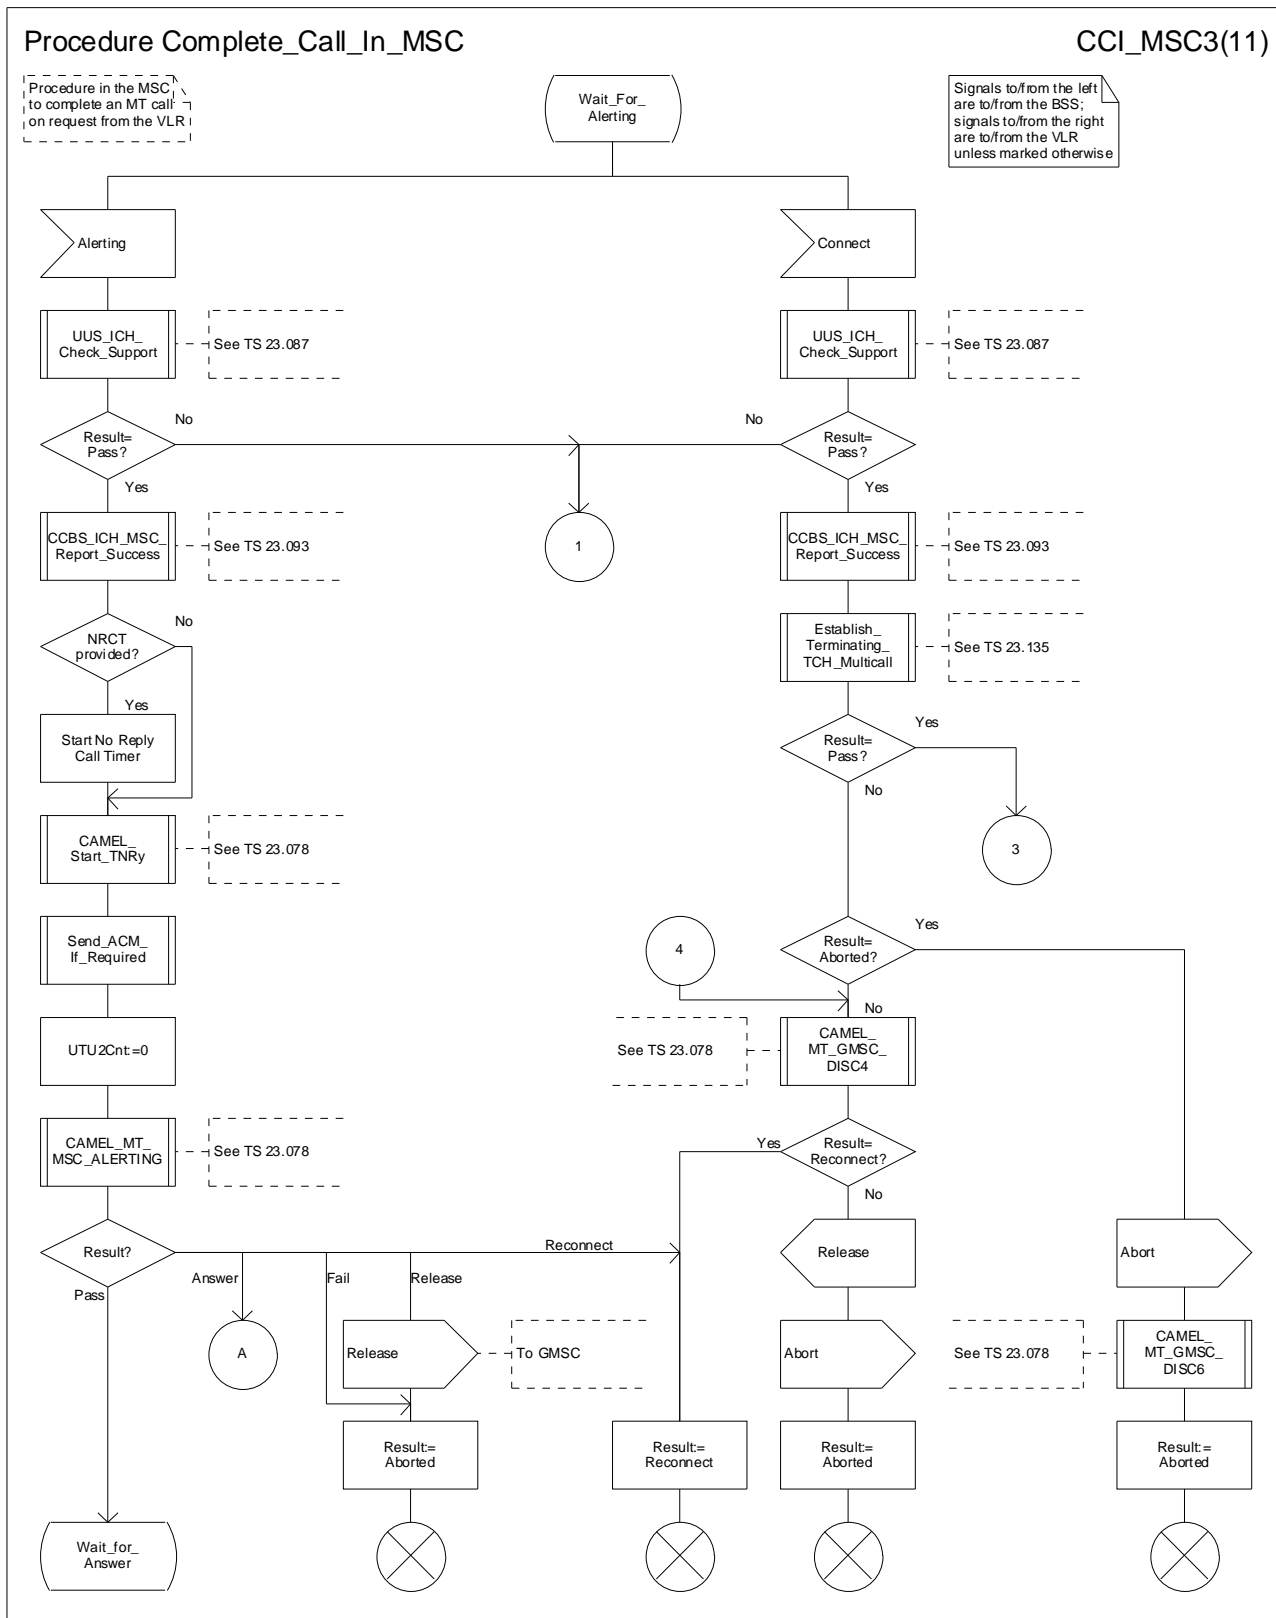 Procedure Complete_Call_In_MSC
CCI_MSC3(11)
Procedure in the MSC
to complete an MT call
on request from the VLR
Wait_For_
Alerting
Signals to/from the left
are to/from the BSS;
signals to/from the right
are to/from the VLR
unless marked otherwise
Alerting
Connect
UUS_ICH_
Check_Support
See TS 23.087
UUS_ICH_
Check_Support
See TS 23.087
No
No
Result=
Pass?
Result=
Pass?
Yes
Yes
CCBS_ICH_MSC_
Report_Success
See TS 23.093
1
CCBS_ICH_MSC_
Report_Success
See TS 23.093
No
NRCT
provided?
Establish_
Terminating_
TCH_Multicall
See TS 23.135
Yes
Yes
Start No Reply
Call Timer
Result=
Pass?
No
CAMEL_
Start_TNRy
See TS 23.078
3
Yes
Send_ACM_
If_Required
4
Result=
Aborted?
No
UTU2Cnt:=0
See TS 23.078
CAMEL_
MT_GMSC_
DISC4
CAMEL_MT_
MSC_ALERTING
See TS 23.078
Yes
Result=
Reconnect?
No
Result?
Reconnect
Release
Abort
Pass
Answer
Fail
Release
A
Release
To GMSC
Abort
See TS 23.078
CAMEL_
MT_GMSC_
DISC6
Result:=
Aborted
Result:=
Reconnect
Result:=
Aborted
Result:=
Aborted
Wait_for_
Answer